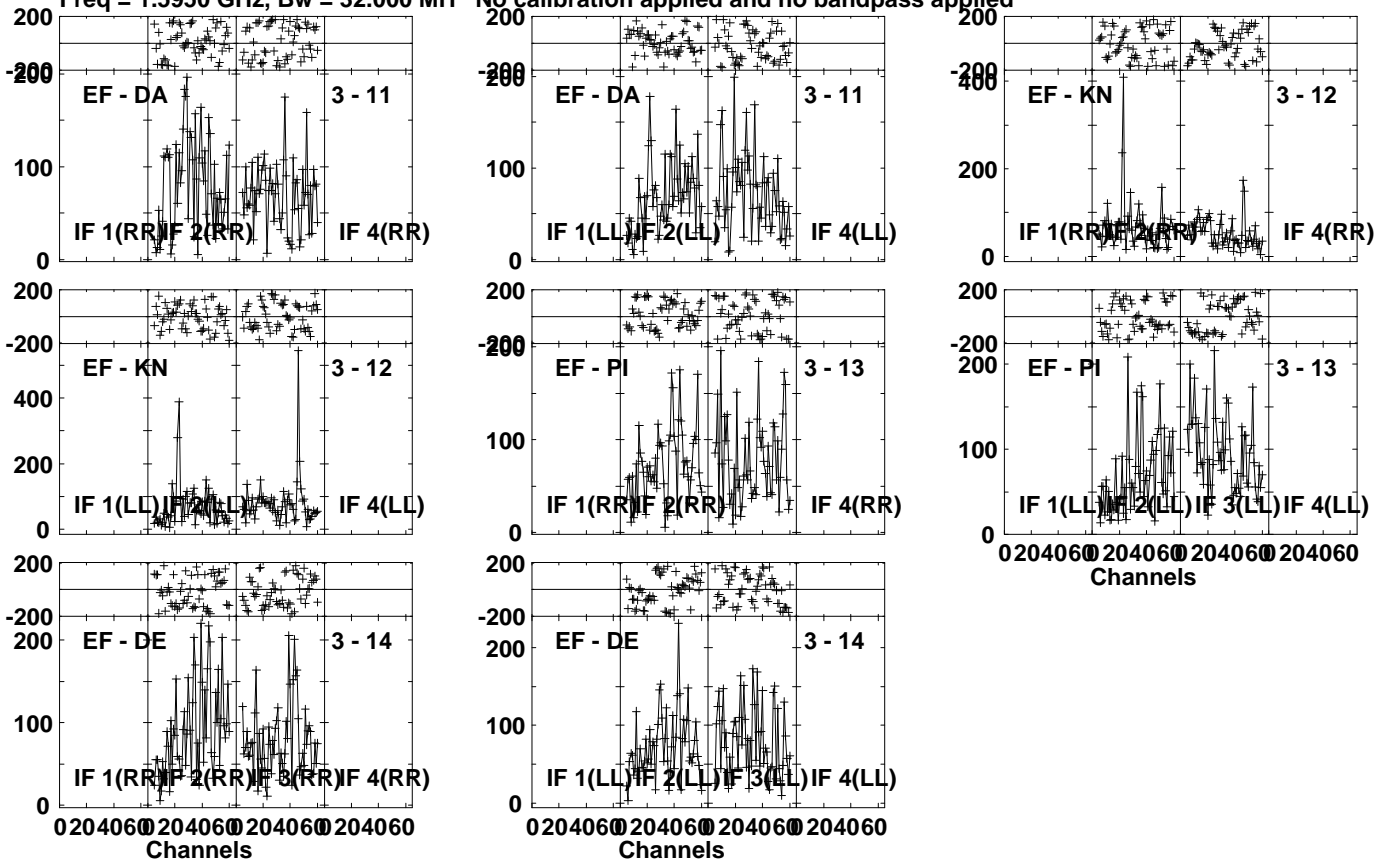 Freq = 1.5950 GHz, Bw = 32.000 MH No calibration applied and no bandpass applied
200
-200
200
EF - DA 3 - 11
100
IF 1(RR) IF 2(RR) IF 4(RR)
0
200
-200
200
EF - DA 3 - 11
100
IF 1(LL) IF 2(LL) IF 4(LL)
0
200
-200
400
EF - KN 3 - 12
200
IF 1(RR) IF 2(RR) IF 4(RR)
0
200
-200
EF - KN 3 - 12
400
200
IF 1(LL) IF 2(LL) IF 4(LL)
0
200
-200
200
EF - PI 3 - 13
100
IF 1(RR) IF 2(RR) IF 4(RR)
0
200
-200
200
EF - PI 3 - 13
100
IF 1(LL) IF 2(LL) IF 3(LL) IF 4(LL)
0
0 20 40 60 0 20 40 60 0 20 40 60 0 20 40 60
Channels
200
-200
200
EF - DE 3 - 14
100
IF 1(RR) IF 2(RR) IF 3(RR) IF 4(RR)
0
0 20 40 60 0 20 40 60 0 20 40 60 0 20 40 60
Channels
200
-200
200
EF - DE 3 - 14
100
IF 1(LL) IF 2(LL) IF 3(LL) IF 4(LL)
0
0 20 40 60 0 20 40 60 0 20 40 60 0 20 40 60
Channels